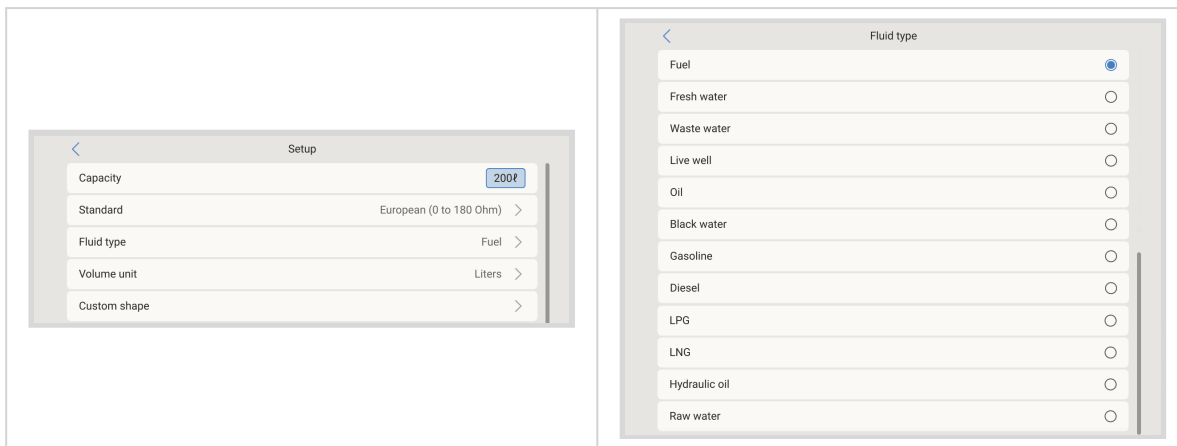 Setup
Capacity 200ℓ
Standard European (0 to 180 Ohm)
Fluid type Fuel
Volume unit Liters
Custom shape
Fluid type
Fuel
Fresh water
Waste water
Live well
Oil
Black water
Gasoline
Diesel
LPG
LNG
Hydraulic oil
Raw water